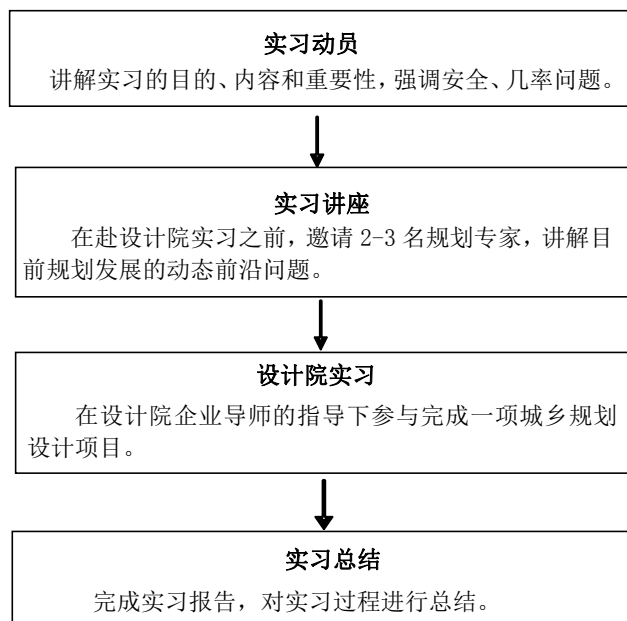 实习动员
讲解实习的目的、内容和重要性，强调安全、几率问题。
实习讲座
在赴设计院实习之前，邀请 2-3 名规划专家，讲解目
前规划发展的动态前沿问题。
设计院实习
在设计院企业导师的指导下参与完成一项城乡规划
设计项目。
实习总结
完成实习报告，对实习过程进行总结。